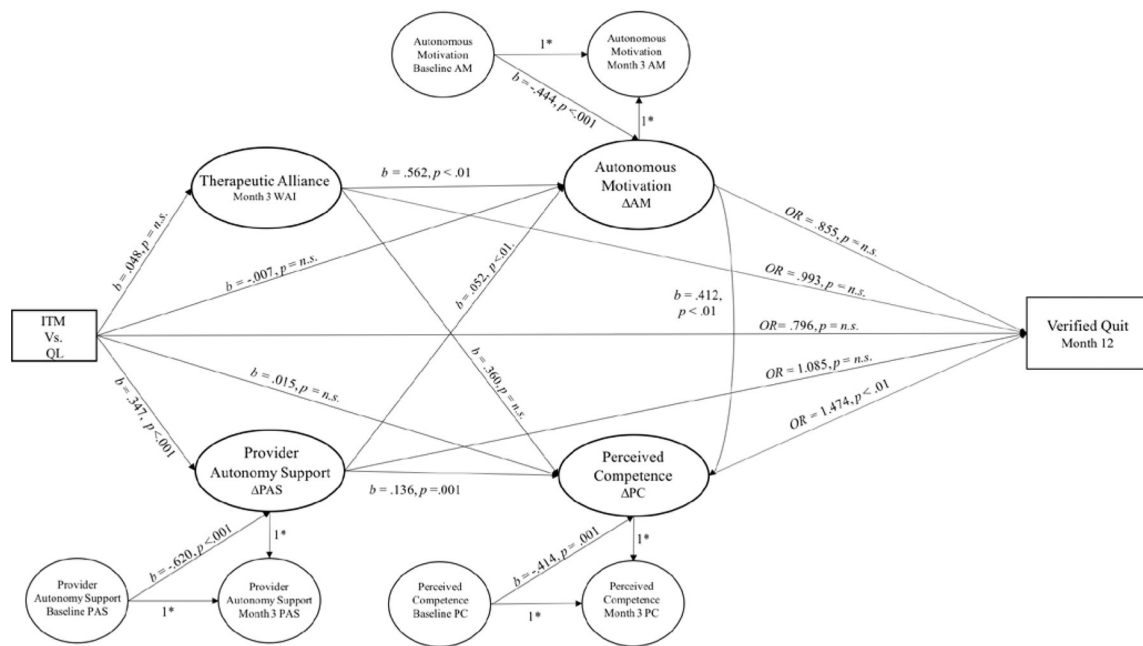 Autonomous
Motivation
Baseline AM
1*
Autonomous
Motivation
Month 3 AM
b = -.444, p <.001
1*
Therapeutic Alliance
Month 3 WAI
b = .562, p < .01
Autonomous
Motivation
ΔAM
b = .048, p = n.s.
b = -.007, p = n.s.
b = .052, p <.01.
OR = .855, p = n.s.
OR = .993, p = n.s.
b = .412,
p < .01
ITM
Vs.
QL
OR = .796, p = n.s.
Verified Quit
Month 12
b = .347, p <.001
b = .015, p = n.s.
b = .360, p = n.s.
OR = 1.085, p = n.s.
OR = 1.474, p < .01
Provider
Autonomy Support
ΔPAS
b = .136, p =.001
Perceived
Competence
ΔPC
b = -.620, p <.001
1*
b = -.414, p = .001
1*
Provider
Autonomy Support
Baseline PAS
1*
Provider
Autonomy Support
Month 3 PAS
Perceived
Competence
Baseline PC
1*
Perceived
Competence
Month 3 PC